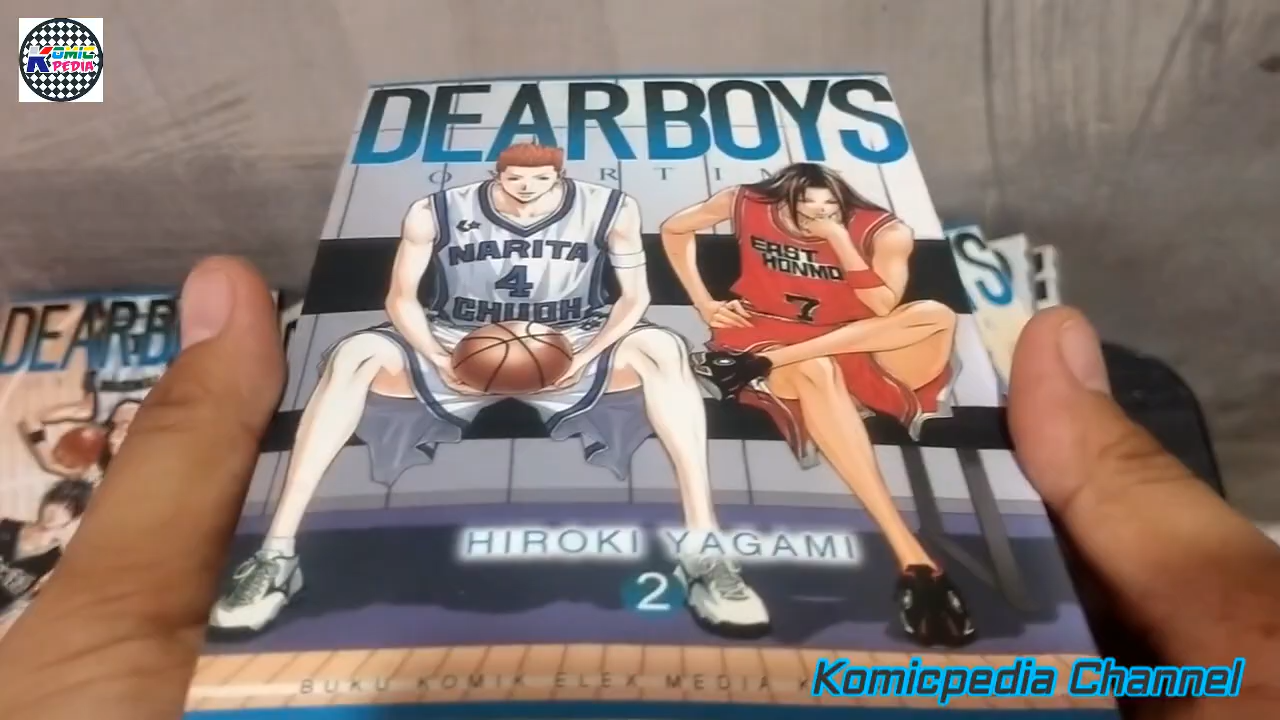 KOMIC
PEDIA
DEAR BOYS
NARITA
4
CHUOH
EAST
HONMO
7
HIROKI YAGAMI
2
BUKU KOMIK ELEX MEDIA
DEAR B
S
Komicpedia Channel